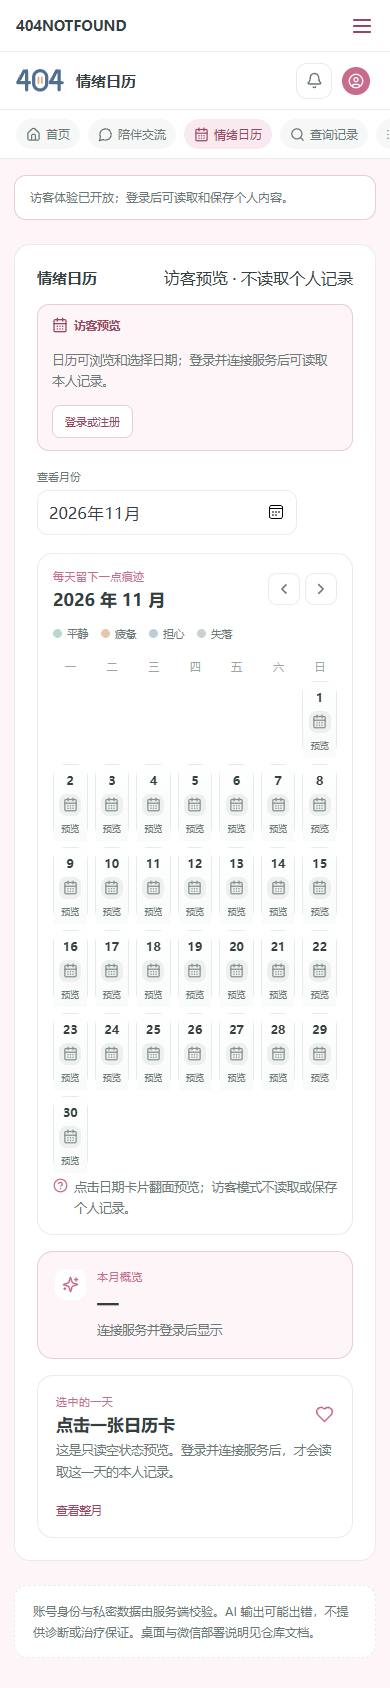 404NOTFOUND
404 情绪日历
首页 陪伴交流 情绪日历 查询记录
访客体验已开放；登录后可读取和保存个人内容。
情绪日历 访客预览 · 不读取个人记录
访客预览
日历可浏览和选择日期；登录并连接服务后可读取
本人记录。
登录或注册
查看月份
2026年11月
每天留下一点痕迹
2026 年 11 月
平静 疲惫 担心 失落
一 二 三 四 五 六 日
1
预览
2 3 4 5 6 7 8
预览 预览 预览 预览 预览 预览 预览
9 10 11 12 13 14 15
预览 预览 预览 预览 预览 预览 预览
16 17 18 19 20 21 22
预览 预览 预览 预览 预览 预览 预览
23 24 25 26 27 28 29
预览 预览 预览 预览 预览 预览 预览
30
预览
点击日期卡片翻面预览；访客模式不读取或保存
个人记录。
本月概览
—
连接服务并登录后显示
选中的一天
点击一张日历卡
这是只读空状态预览。登录并连接服务后，才会读
取这一天的本人记录。
查看整月
账号身份与私密数据由服务端校验。AI 输出可能出错，不提
供诊断或治疗保证。桌面与微信部署说明见仓库文档。